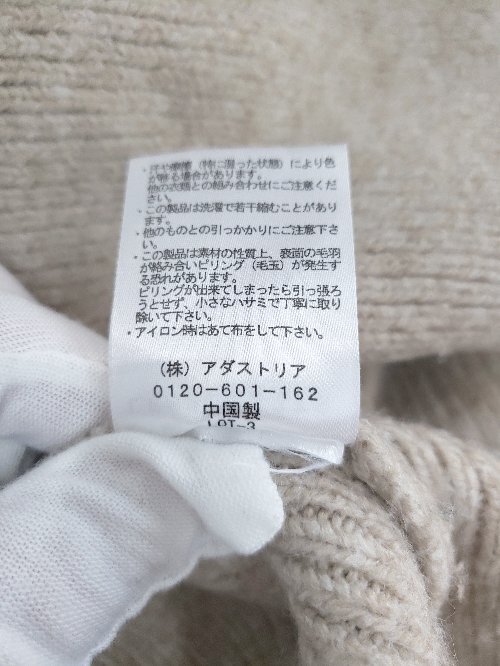 ・汗や摩擦（特に湿った状態）により色
が移る場合があります。
他の衣類との組み合わせにご注意くだ
さい。
・この製品は洗濯で若干縮むことがあり
ます。
・他のものとの引っかかりにご注意下さ
い。
・この製品は素材の性質上、表面の毛羽
が絡み合いピリング（毛玉）が発生す
る恐れがあります。
ピリングが出来てしまったら引っ張ろ
うとせず、小さなハサミで丁寧に取り
除いて下さい。
・アイロン時はあて布をして下さい。
（株）アダストリア
0120-601-162
中国製
LOT-3